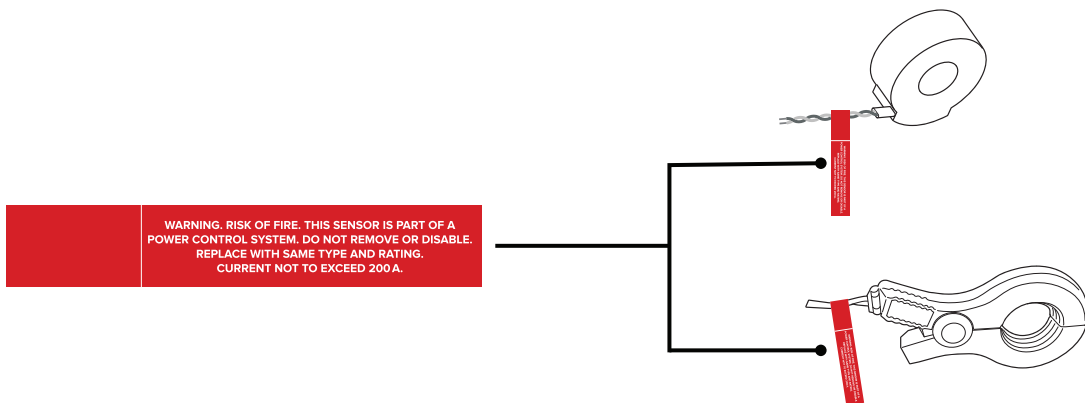 WARNING. RISK OF FIRE. THIS SENSOR IS PART OF A
POWER CONTROL SYSTEM. DO NOT REMOVE OR DISABLE.
REPLACE WITH SAME TYPE AND RATING.
CURRENT NOT TO EXCEED 200 A.